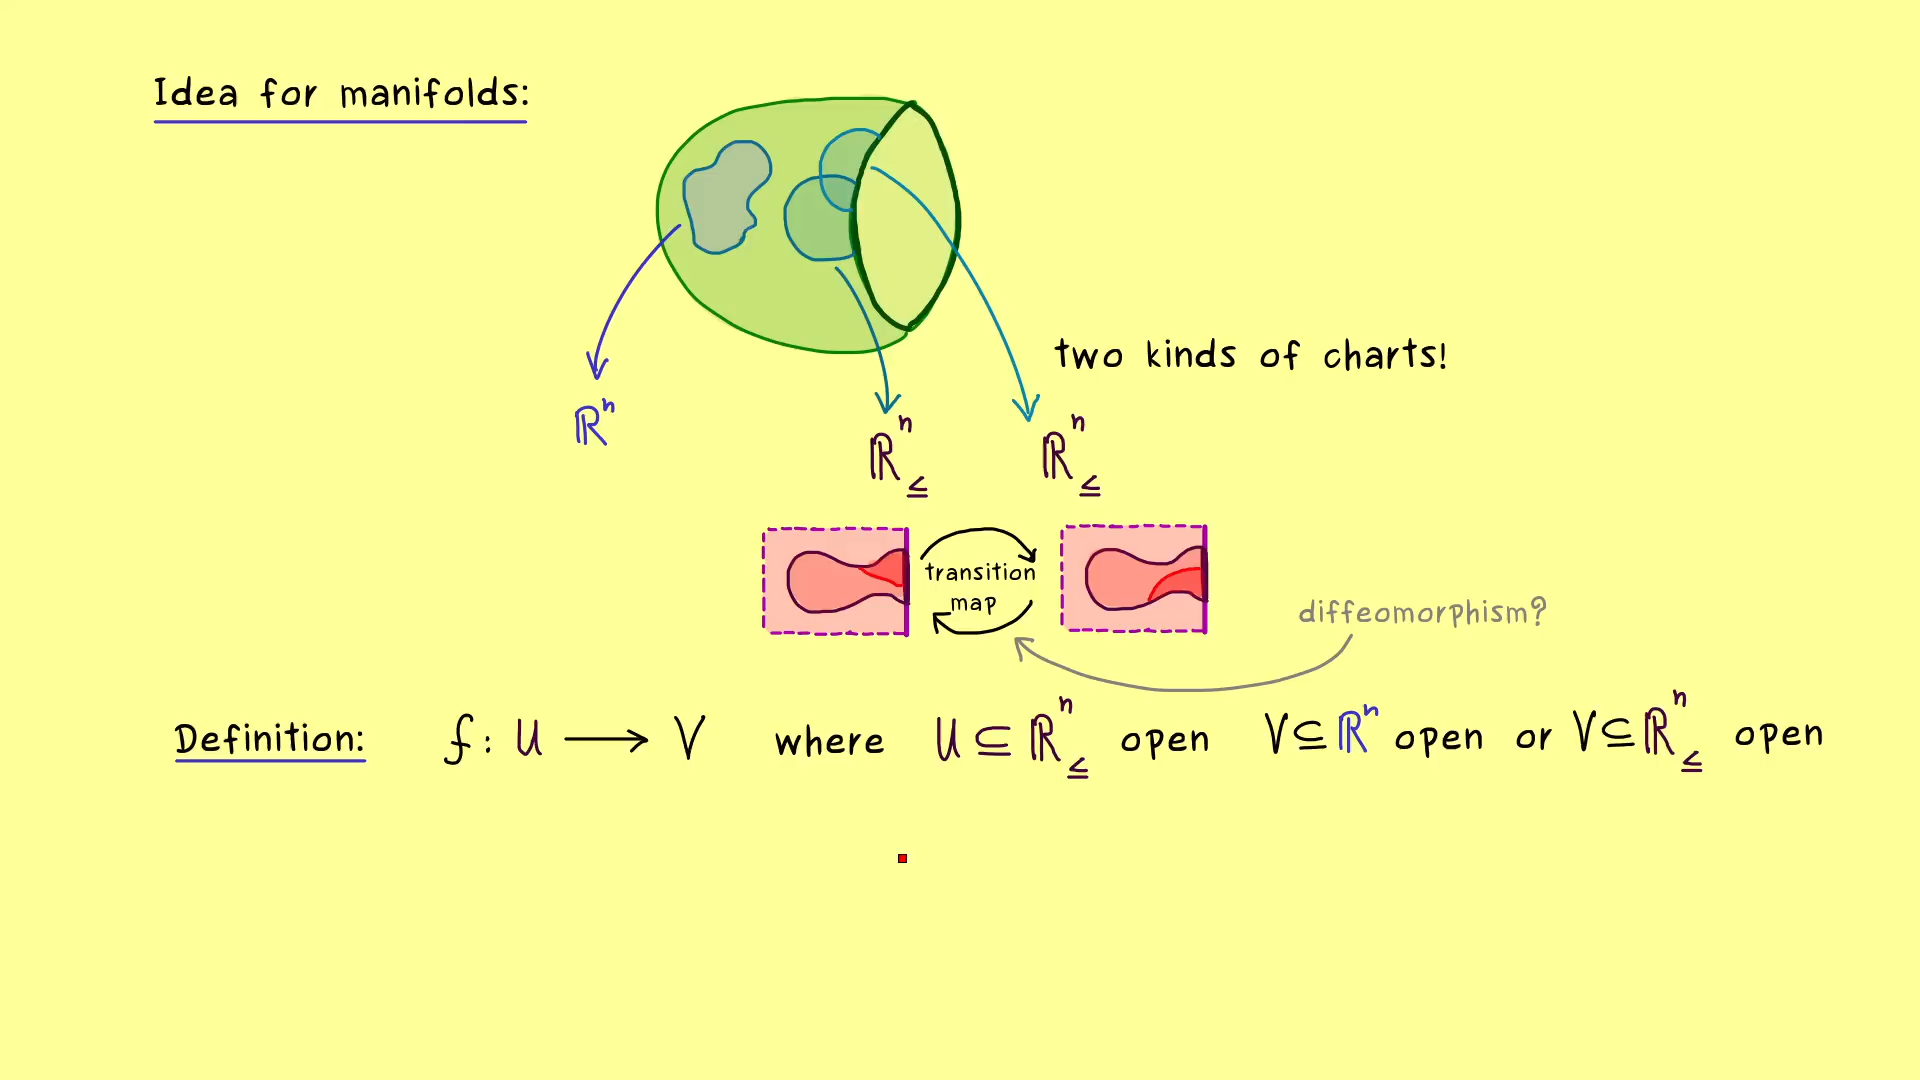 Idea for manifolds:
two kinds of charts!
ℝⁿ
ℝⁿ≤ ℝⁿ≤
transition
map
diffeomorphism?
Definition: f: U ⟶ V where U ⊆ ℝⁿ≤ open V ⊆ ℝⁿ open or V ⊆ ℝⁿ≤ open